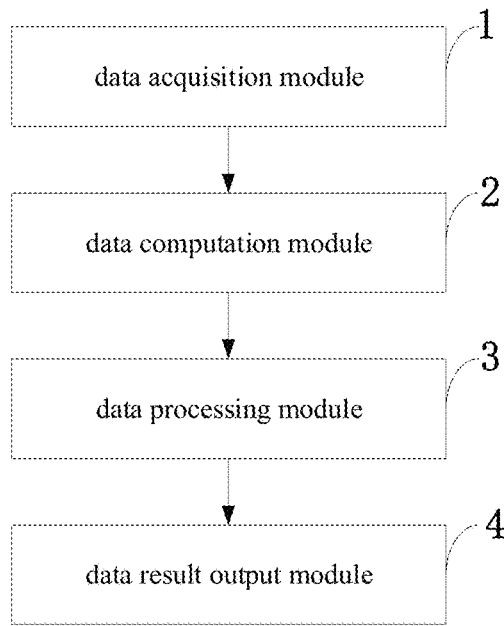 1
data acquisition module
2
data computation module
3
data processing module
4
data result output module